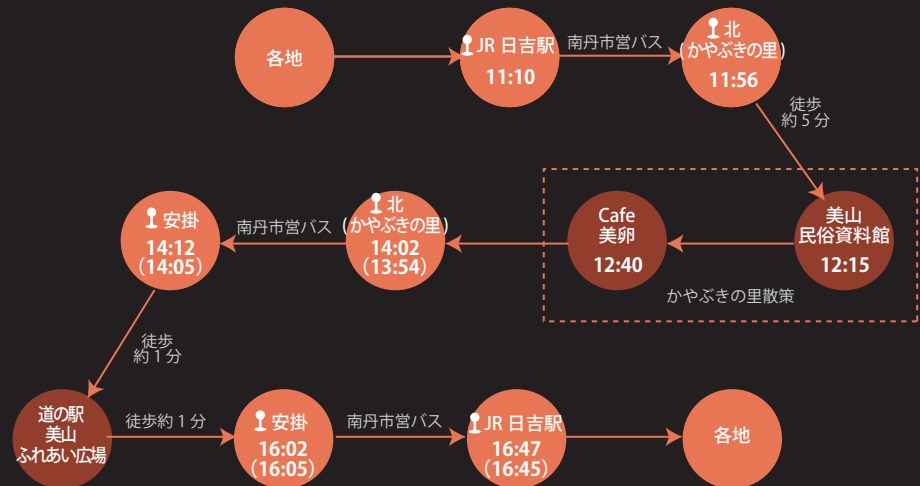 各地
JR 日吉駅
11:10
南丹市営バス
北
(かやぶきの里)
11:56
徒歩
約5分
美山
民俗資料館
12:15
Cafe
美卵
12:40
かやぶきの里散策
北
(かやぶきの里)
14:02
(13:54)
南丹市営バス
安掛
14:12
(14:05)
徒歩
約1分
道の駅
美山
ふれあい広場
徒歩約1分
安掛
16:02
(16:05)
南丹市営バス
JR 日吉駅
16:47
(16:45)
各地